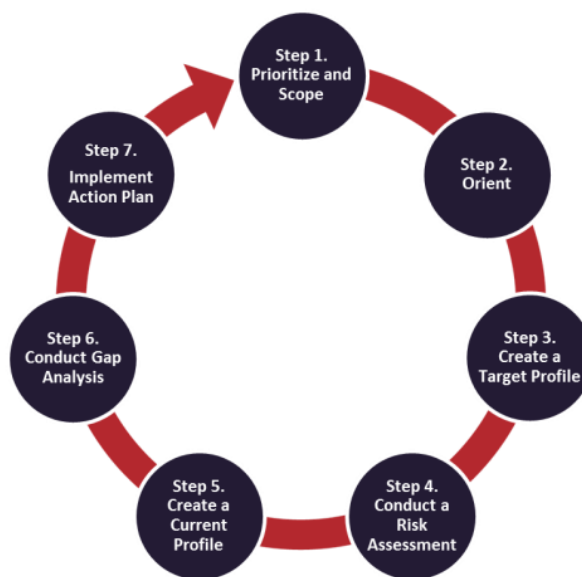 Step 1.
Prioritize and
Scope
Step 2.
Orient
Step 3.
Create a
Target Profile
Step 4.
Conduct a
Risk
Assessment
Step 5.
Create a
Current
Profile
Step 6.
Conduct Gap
Analysis
Step 7.
Implement
Action Plan